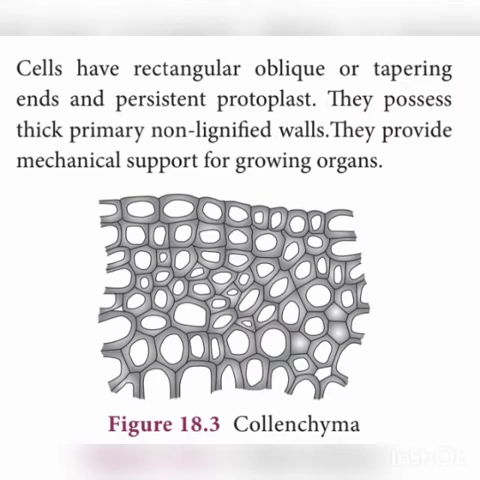 Cells have rectangular oblique or tapering
ends and persistent protoplast. They possess
thick primary non-lignified walls.They provide
mechanical support for growing organs.
Figure 18.3 Collenchyma